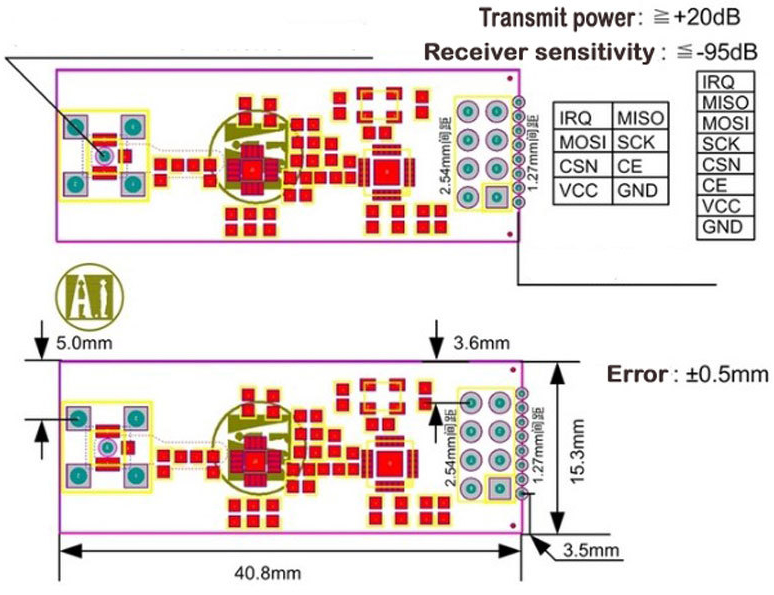 Transmit power: ≧+20dB
Receiver sensitivity : ≦-95dB
2.54mm间距
1.27mm间距
IRQ MISO
MOSI SCK
CSN CE
VCC GND
IRQ
MISO
MOSI
SCK
CSN
CE
VCC
GND
A.i
5.0mm
3.6mm
Error : ±0.5mm
2.54mm间距
1.27mm间距
15.3mm
3.5mm
40.8mm